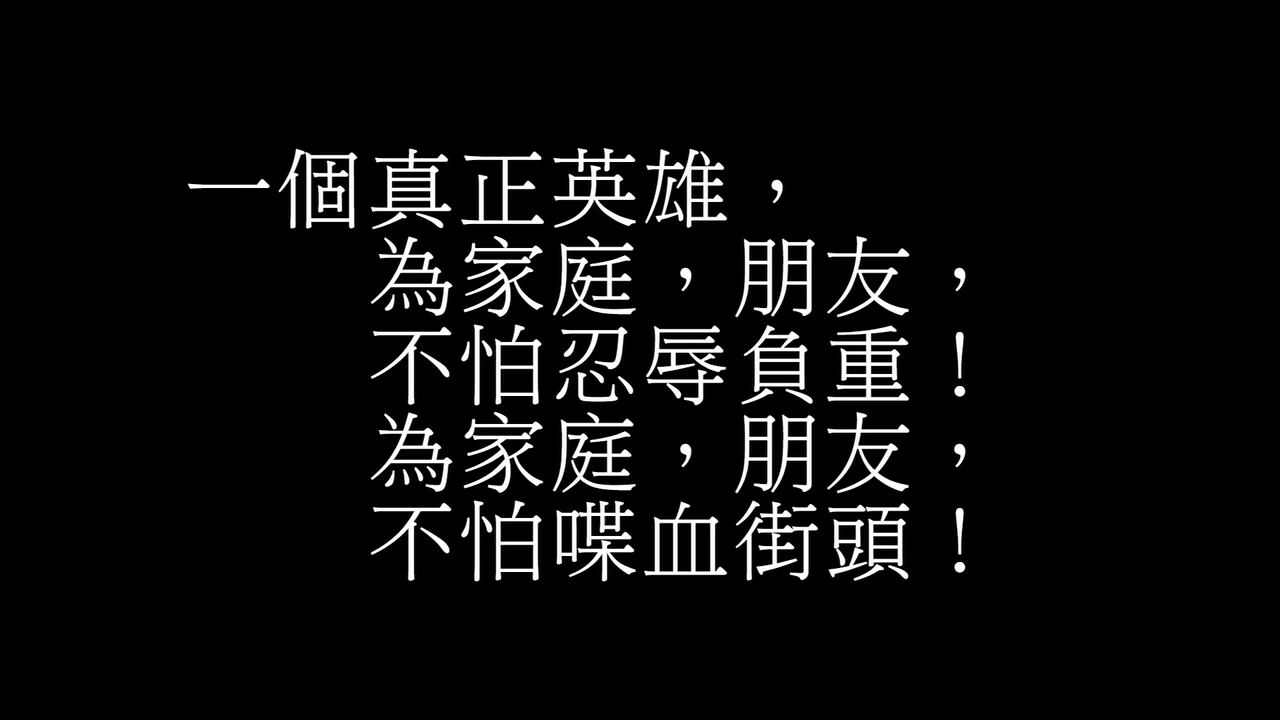 一個真正英雄，
為家庭，朋友，
不怕忍辱負重！
為家庭，朋友，
不怕喋血街頭！